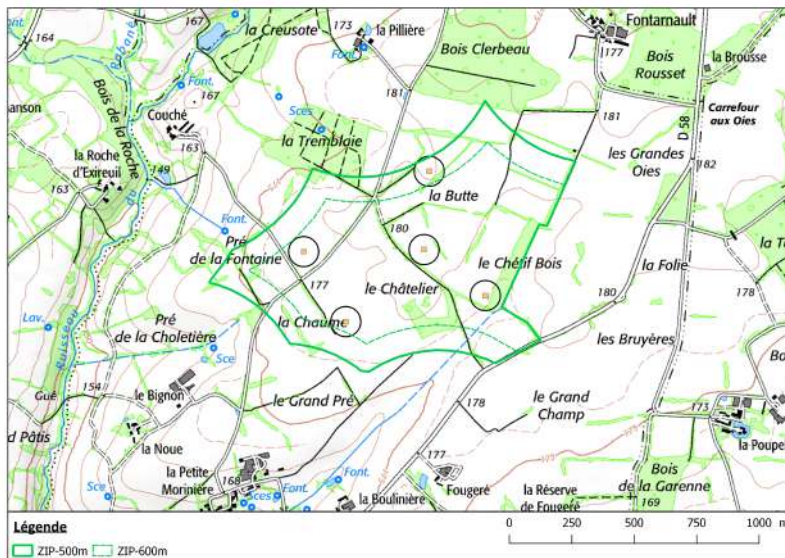 167
173
la Pillière
Fontarnault
la Creusote
164
Font.
Bois Clerbeau
177
Bois
Rousset
la Brousse
Rabané
Bois de la Roche
Font.
167
Sces
181
Couché
181
Carrefour
aux Oies
D 58
la Tremblaie
163
les Grandes
Oies
la Roche
d'Exireuil
149
182
163
la Butte
Font.
180
Pré
de la Fontaine
le Chétif Bois
la Folie
177
le Châtelier
180
178
Lav.
la Chaume
les Bruyères
Pré
de la Choletière
Ruisseau
du
Sce
Gué
154
le Bignon
le Grand Pré
le Grand
Champ
178
173
d Pâtis
la Noue
177
la Poupe
la Petite
Morinière
168
Font.
Bois
de la Garenne
Sce
Sces
Font.
Fougeré
la Boulinière
la Réserve
de Fougeré
169
Légende
ZIP-500m
ZIP-600m
0
250
500
750
1000
m